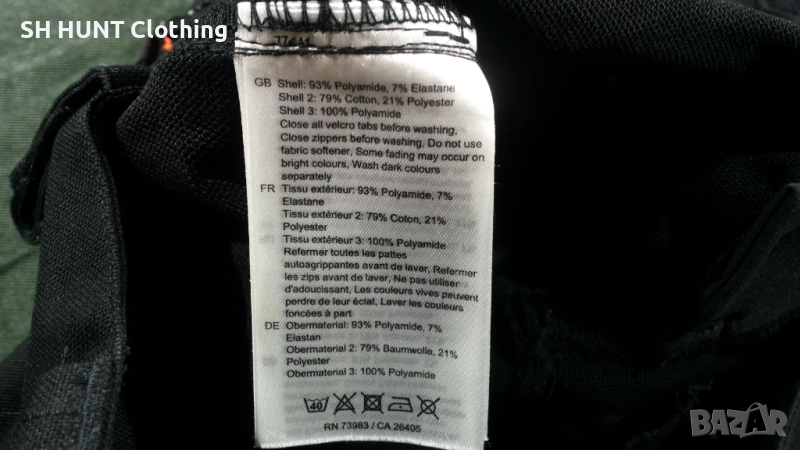 SH HUNT Clothing
GB Shell: 93% Polyamide, 7% Elastane
Shell 2: 79% Cotton, 21% Polyester
Shell 3: 100% Polyamide
Close all velcro tabs before washing,
Close zippers before washing, Do not use
fabric softener, Some fading may occur on
bright colours, Wash dark colours
separately
FR Tissu extérieur: 93% Polyamide, 7%
Elastane
Tissu extérieur 2: 79% Coton, 21%
Polyester
Tissu extérieur 3: 100% Polyamide
Refermer toutes les pattes
autoagrippantes avant de laver, Refermer
les zips avant de laver, Ne pas utiliser
d'adoucissant, Les couleurs vives peuvent
perdre de leur éclat, Laver les couleurs
foncées à part
DE Obermaterial: 93% Polyamide, 7%
Elastan
Obermaterial 2: 79% Baumwolle, 21%
Polyester
Obermaterial 3: 100% Polyamide
40
RN 73983 / CA 26405
BAZAR